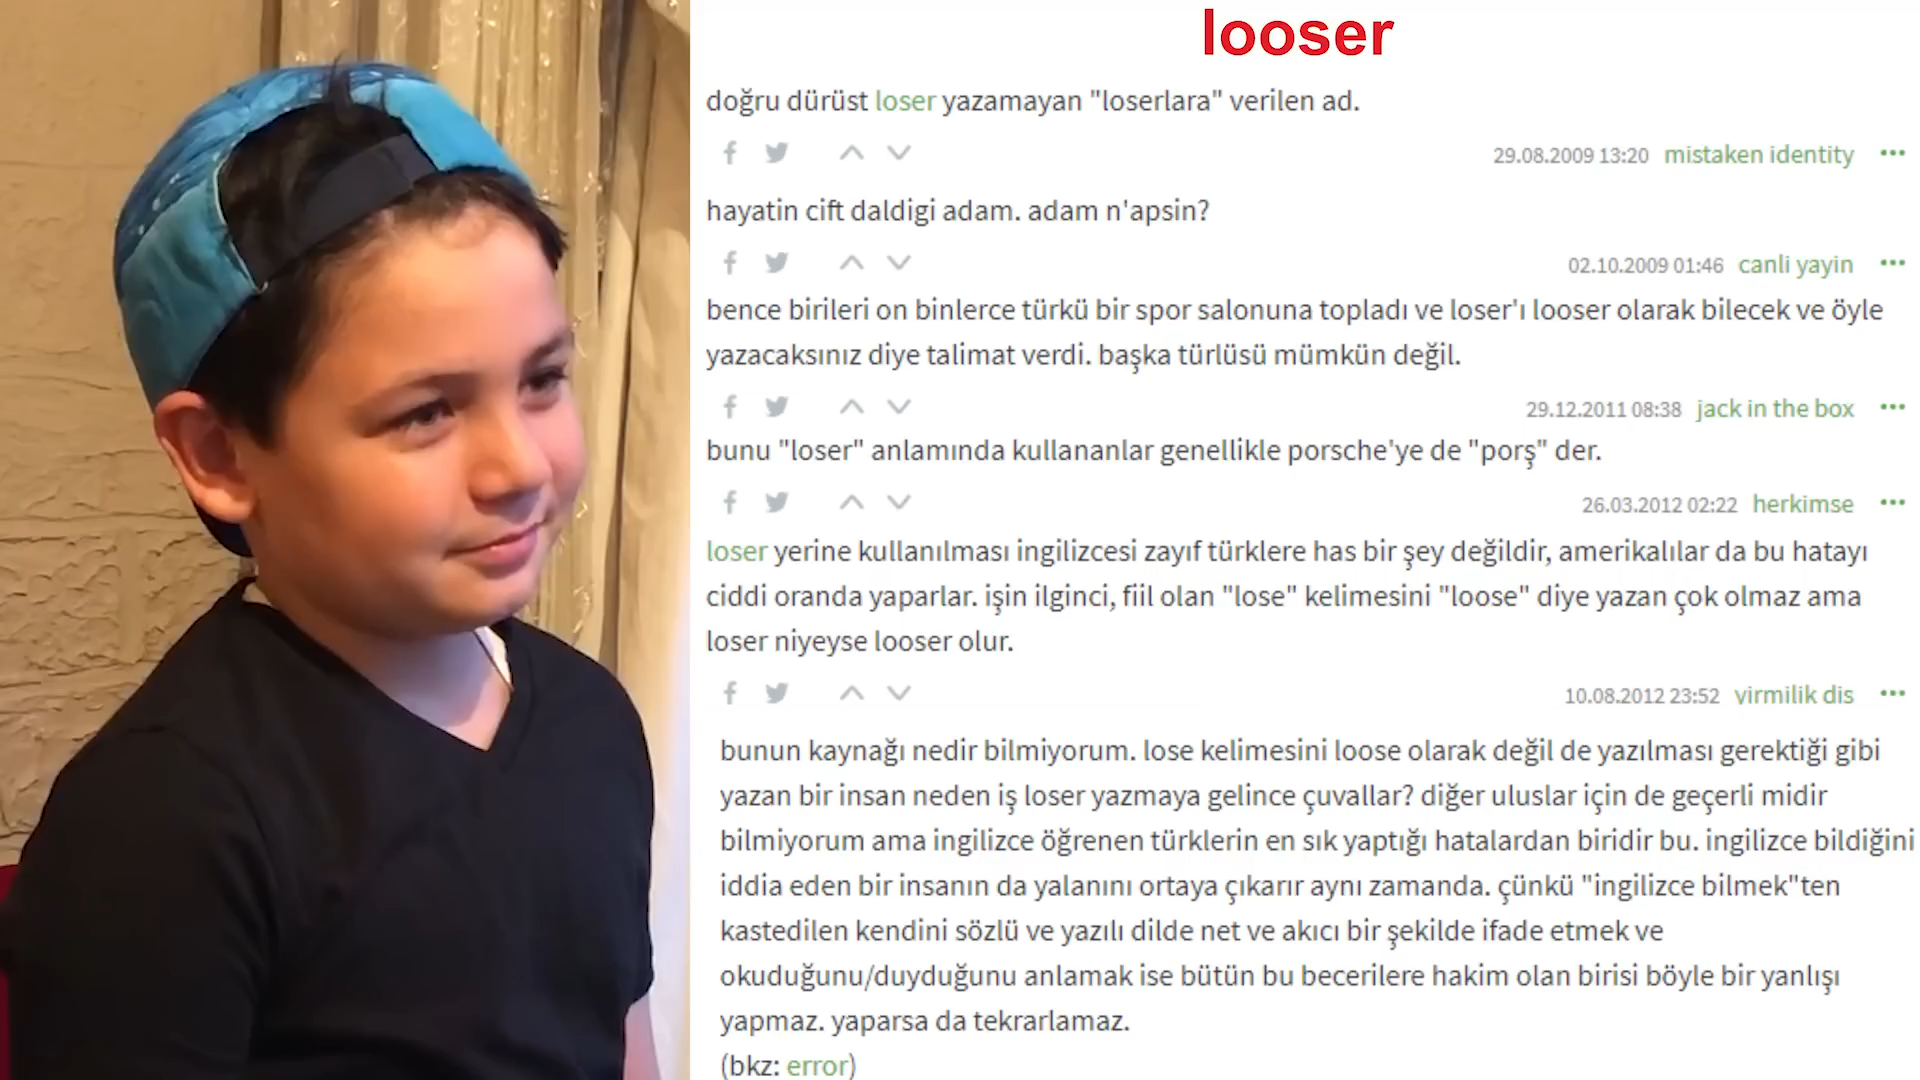 looser
doğru dürüst loser yazamayan "loserlara" verilen ad.
29.08.2009 13:20 mistaken identity
hayatin cift daldigi adam. adam n'apsin?
02.10.2009 01:46 canli yayin
bence birileri on binlerce türkü bir spor salonuna topladı ve loser'ı looser olarak bilecek ve öyle
yazacaksınız diye talimat verdi. başka türlüsü mümkün değil.
29.12.2011 08:38 jack in the box
bunu "loser" anlamında kullananlar genellikle porsche'ye de "porş" der.
26.03.2012 02:22 herkimse
loser yerine kullanılması ingilizcesi zayıf türklere has bir şey değildir, amerikalılar da bu hatayı
ciddi oranda yaparlar. işin ilginci, fiil olan "lose" kelimesini "loose" diye yazan çok olmaz ama
loser niyeyse looser olur.
10.08.2012 23:52 yirmilik dis
bunun kaynağı nedir bilmiyorum. lose kelimesini loose olarak değil de yazılması gerektiği gibi
yazan bir insan neden iş loser yazmaya gelince çuvallar? diğer uluslar için de geçerli midir
bilmiyorum ama ingilizce öğrenen türklerin en sık yaptığı hatalardan biridir bu. ingilizce bildiğini
iddia eden bir insanın da yalanını ortaya çıkarır aynı zamanda. çünkü "ingilizce bilmek"ten
kastedilen kendini sözlü ve yazılı dilde net ve akıcı bir şekilde ifade etmek ve
okuduğunu/duyduğunu anlamak ise bütün bu becerilere hakim olan birisi böyle bir yanlışı
yapmaz. yaparsa da tekrarlamaz.
(bkz: error)